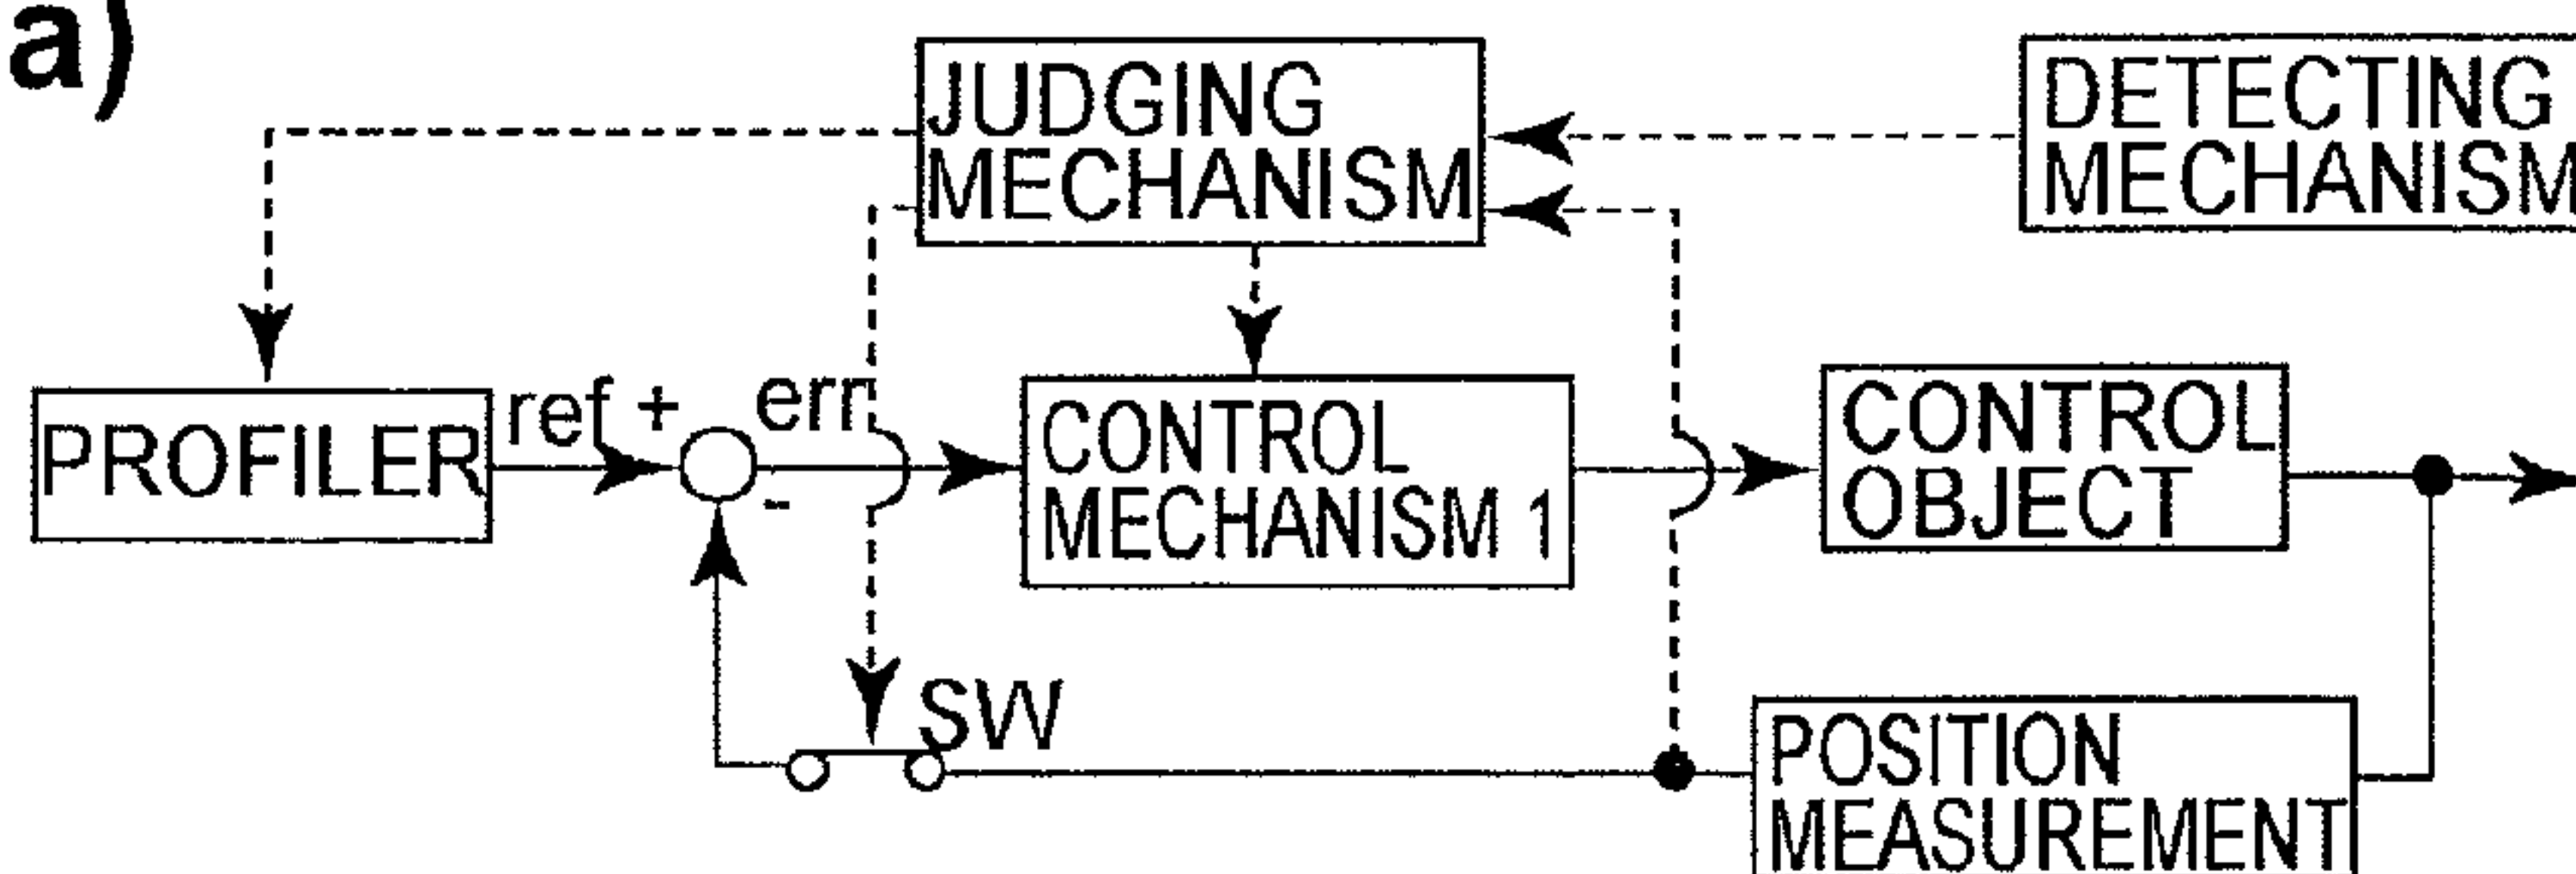 a)
JUDGING
MECHANISM
DETECTING
MECHANISM
PROFILER
ref +
err
-
CONTROL
MECHANISM 1
CONTROL
OBJECT
SW
POSITION
MEASUREMENT